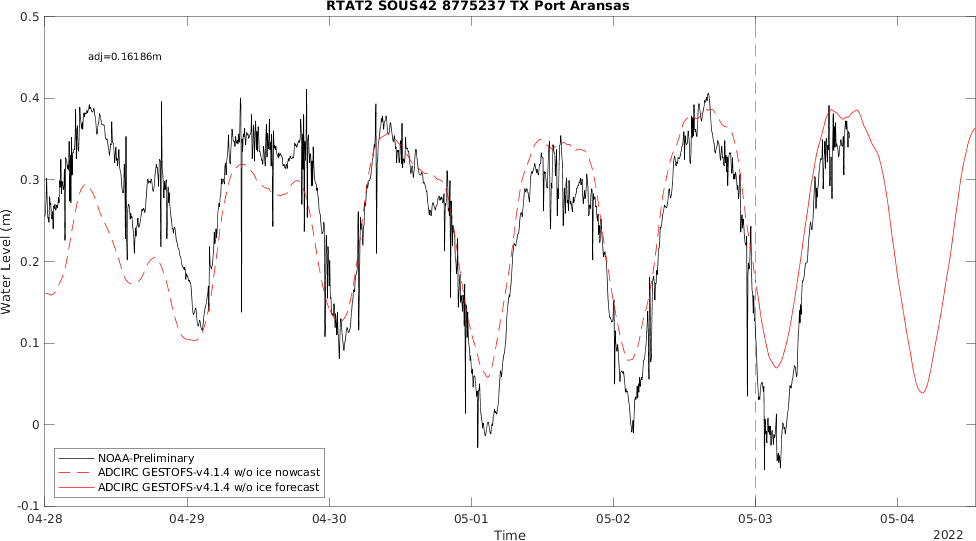 RTAT2 SOUS42 8775237 TX Port Aransas
adj=0.16186m
Water Level (m)
0.5
0.4
0.3
0.2
0.1
0
-0.1
NOAA-Preliminary
ADCIRC GESTOFS-v4.1.4 w/o ice nowcast
ADCIRC GESTOFS-v4.1.4 w/o ice forecast
04-28 04-29 04-30 05-01 05-02 05-03 05-04
Time
2022